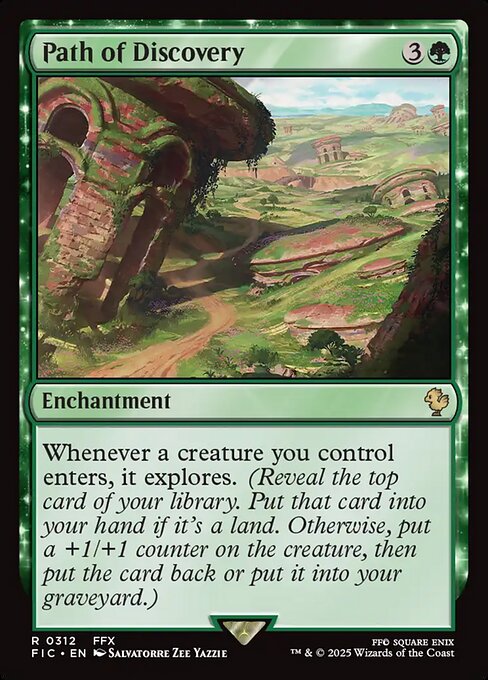 Path of Discovery 3
Enchantment
Whenever a creature you control
enters, it explores. (Reveal the top
card of your library. Put that card into
your hand if it's a land. Otherwise, put
a +1/+1 counter on the creature, then
put the card back or put it into your
graveyard.)
R 0312 FFX
FIC • EN Salvatorre Zee Yazzie
FF© SQUARE ENIX
™ & © 2025 Wizards of the Coast